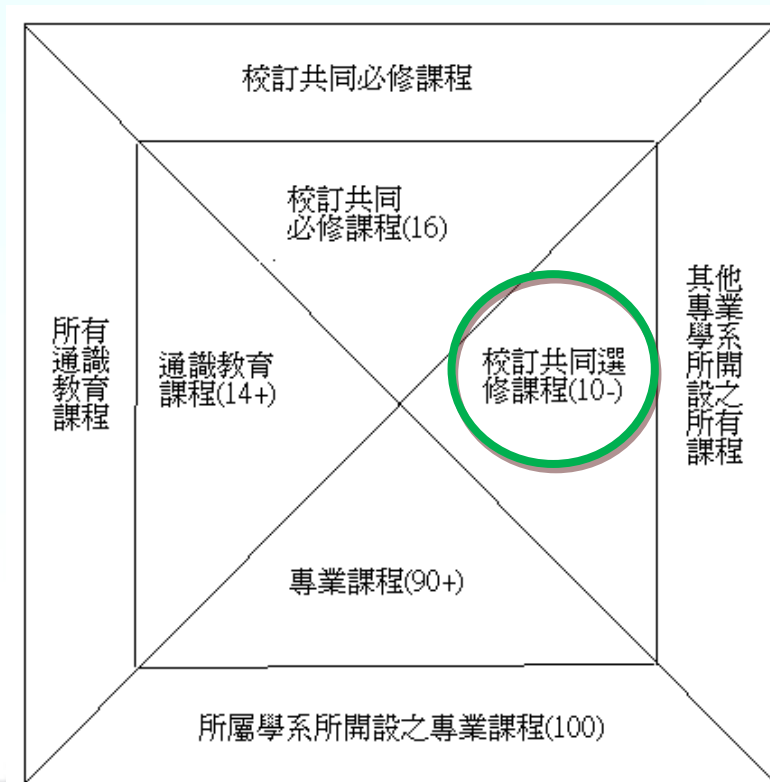 校訂共同必修課程
校訂共同
必修課程(16)
所有
通識
教育
課程
通識教育
課程(14+)
校訂共同選
修課程(10-)
其他
專業
學系
所開
設之
所有
課程
專業課程(90+)
所屬學系所開設之專業課程(100)